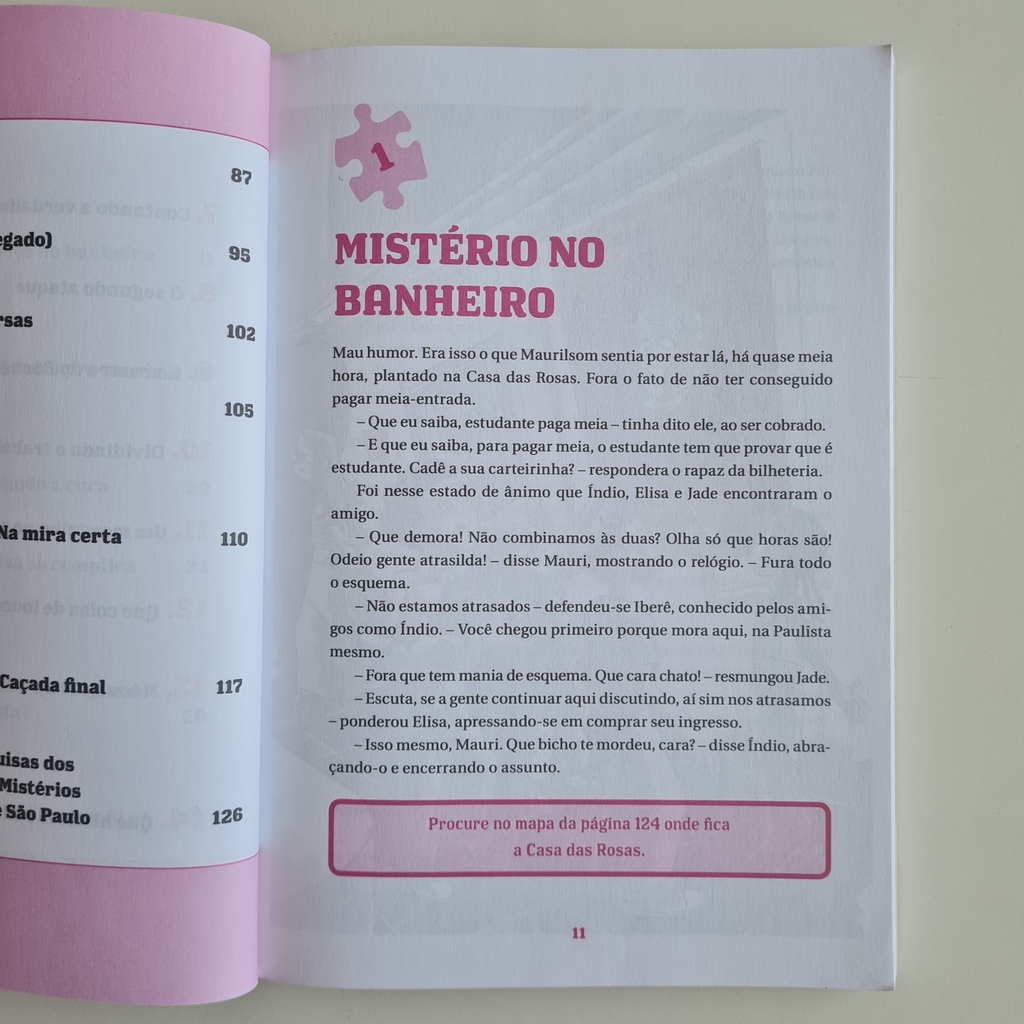 87
egado)
95
rsas
102
105
Na mira certa
110
Caçada final
117
uisas dos
Mistérios
e São Paulo
126
1
MISTÉRIO NO
BANHEIRO
Mau humor. Era isso o que Maurilsom sentia por estar lá, há quase meia
hora, plantado na Casa das Rosas. Fora o fato de não ter conseguido
pagar meia-entrada.
– Que eu saiba, estudante paga meia – tinha dito ele, ao ser cobrado.
– E que eu saiba, para pagar meia, o estudante tem que provar que é
estudante. Cadê a sua carteirinha? – respondera o rapaz da bilheteria.
Foi nesse estado de ânimo que Índio, Elisa e Jade encontraram o
amigo.
– Que demora! Não combinamos às duas? Olha só que horas são!
Odeio gente atrasilda! – disse Mauri, mostrando o relógio. – Fura todo
o esquema.
– Não estamos atrasados – defendeu-se Iberê, conhecido pelos ami-
gos como Índio. – Você chegou primeiro porque mora aqui, na Paulista
mesmo.
– Fora que tem mania de esquema. Que cara chato! – resmungou Jade.
– Escuta, se a gente continuar aqui discutindo, aí sim nos atrasamos
– ponderou Elisa, apressando-se em comprar seu ingresso.
– Isso mesmo, Mauri. Que bicho te mordeu, cara? – disse Índio, abra-
çando-o e encerrando o assunto.
Procure no mapa da página 124 onde fica
a Casa das Rosas.
11